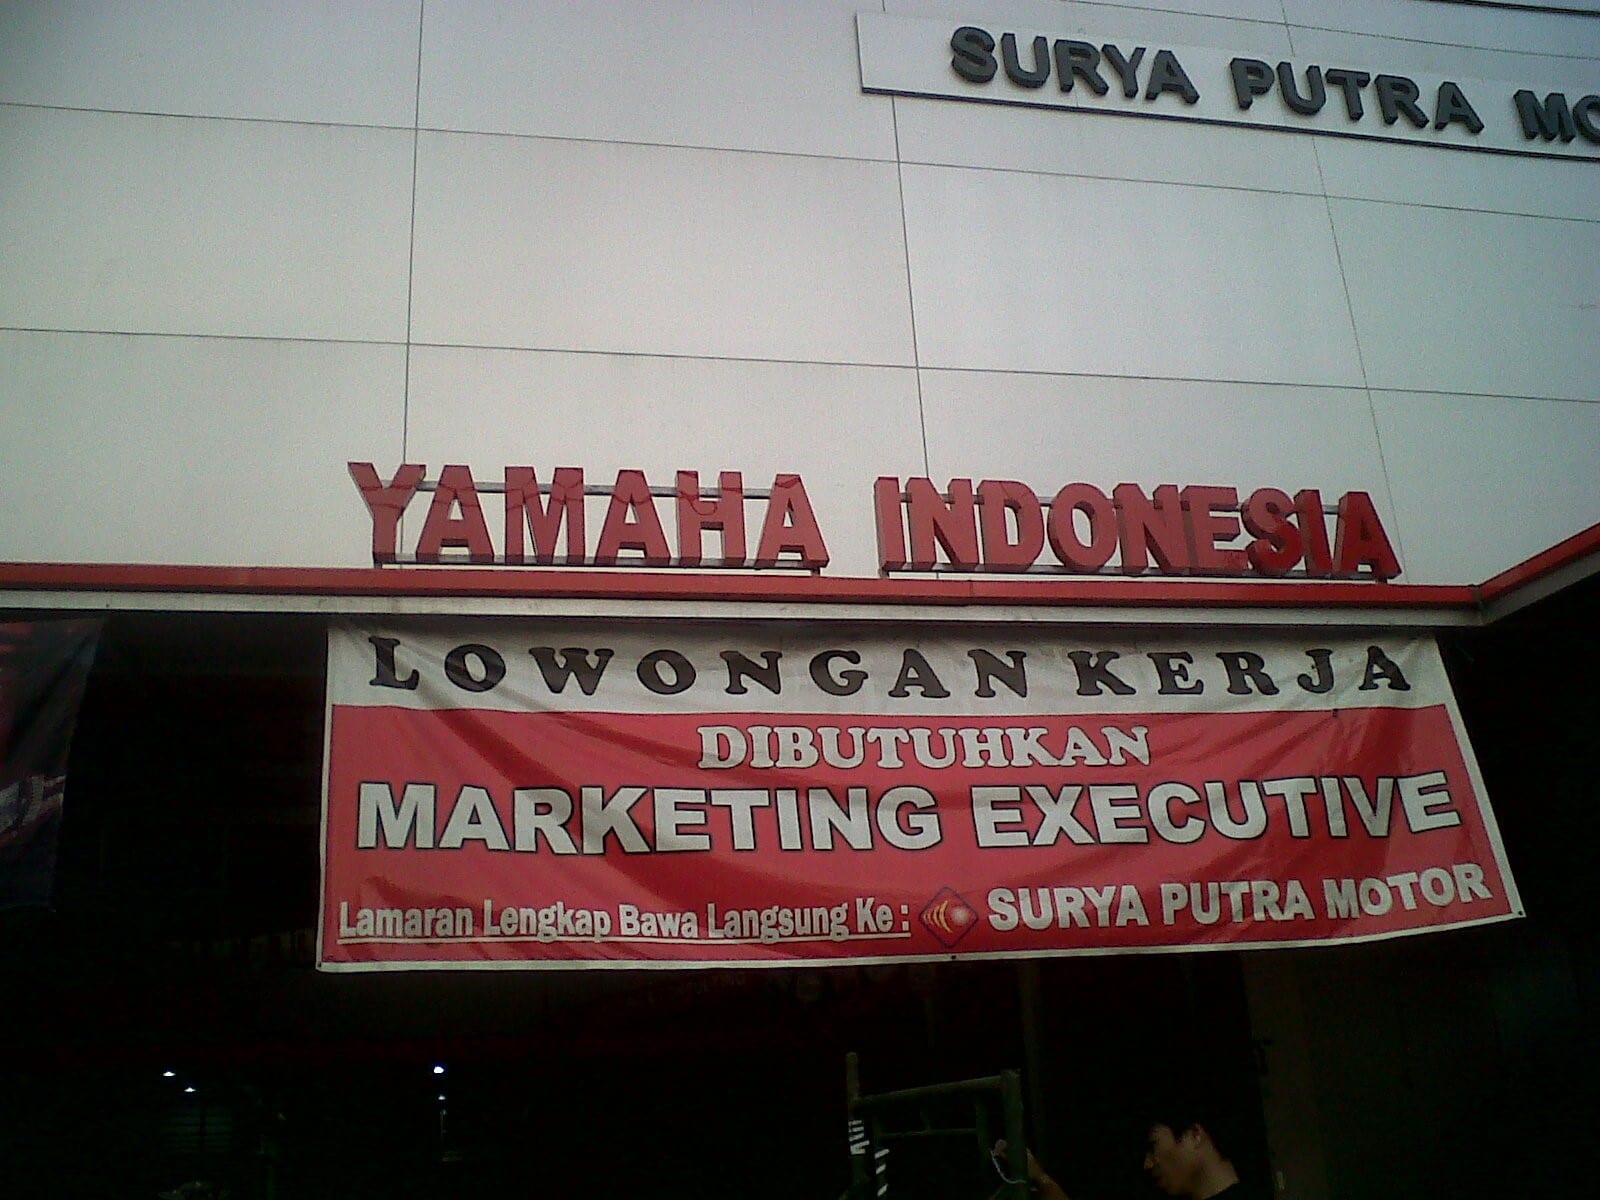 SURYA PUTRA MO
YAMAHA INDONESIA
LOWONGAN KERJA
DIBUTUHKAN
MARKETING EXECUTIVE
Lamaran Lengkap Bawa Langsung Ke : SURYA PUTRA MOTOR